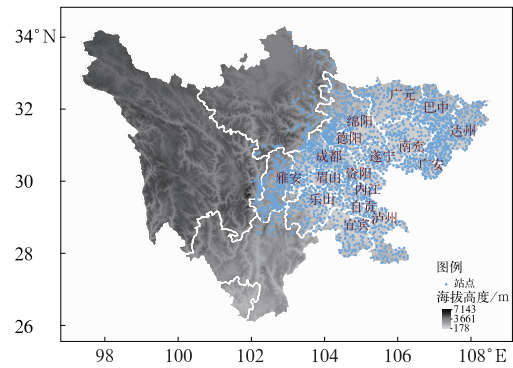 34°N
32
30
28
26
98
100
102
104
106
108°E
广元
巴中
绵阳
达州
德阳
南充
成都
遂宁
广安
雅安
眉山
资阳
内江
乐山
自贡
泸州
宜宾
图例
站点
海拔高度/m
7143
3661
178